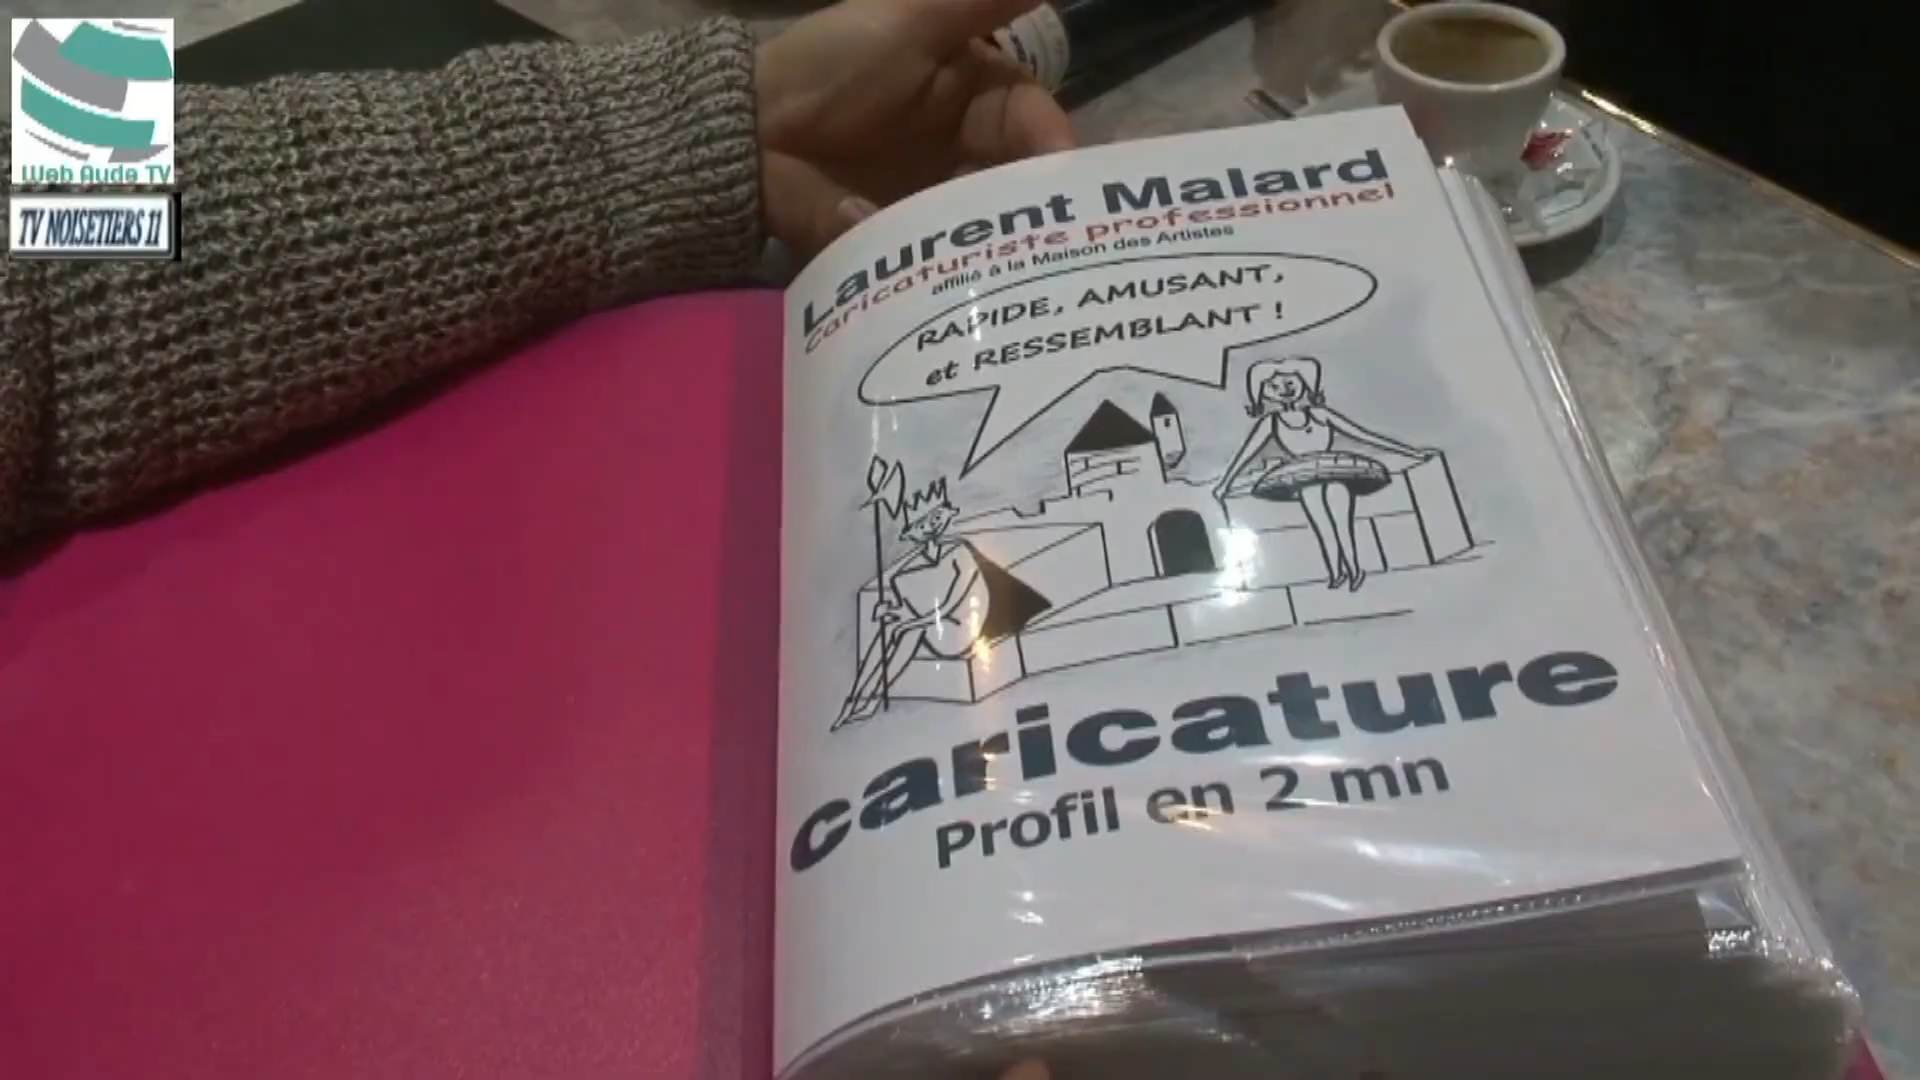 Web Aude TV
TV NOISETIERS 11
Laurent Malard
Caricaturiste professionnel
affilié à la Maison des Artistes
RAPIDE, AMUSANT,
et RESSEMBLANT !
caricature
Profil en 2 mn